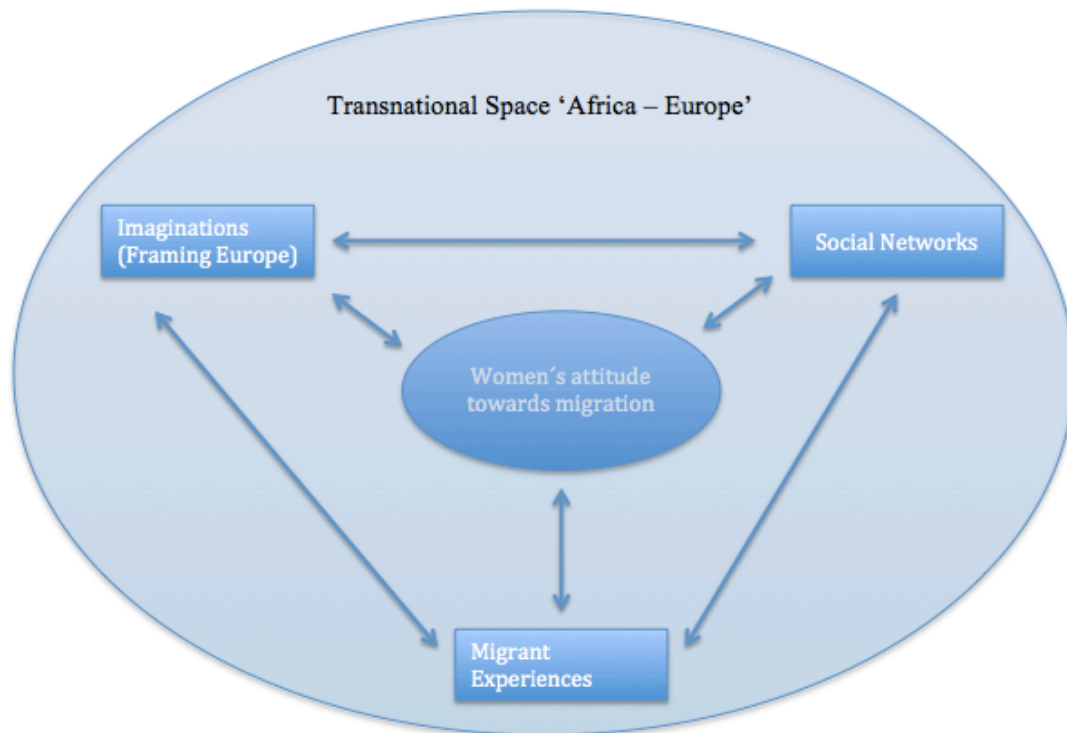 Transnational Space ‘Africa – Europe’
Imaginations
(Framing Europe)
Social Networks
Women´s attitude
towards migration
Migrant
Experiences